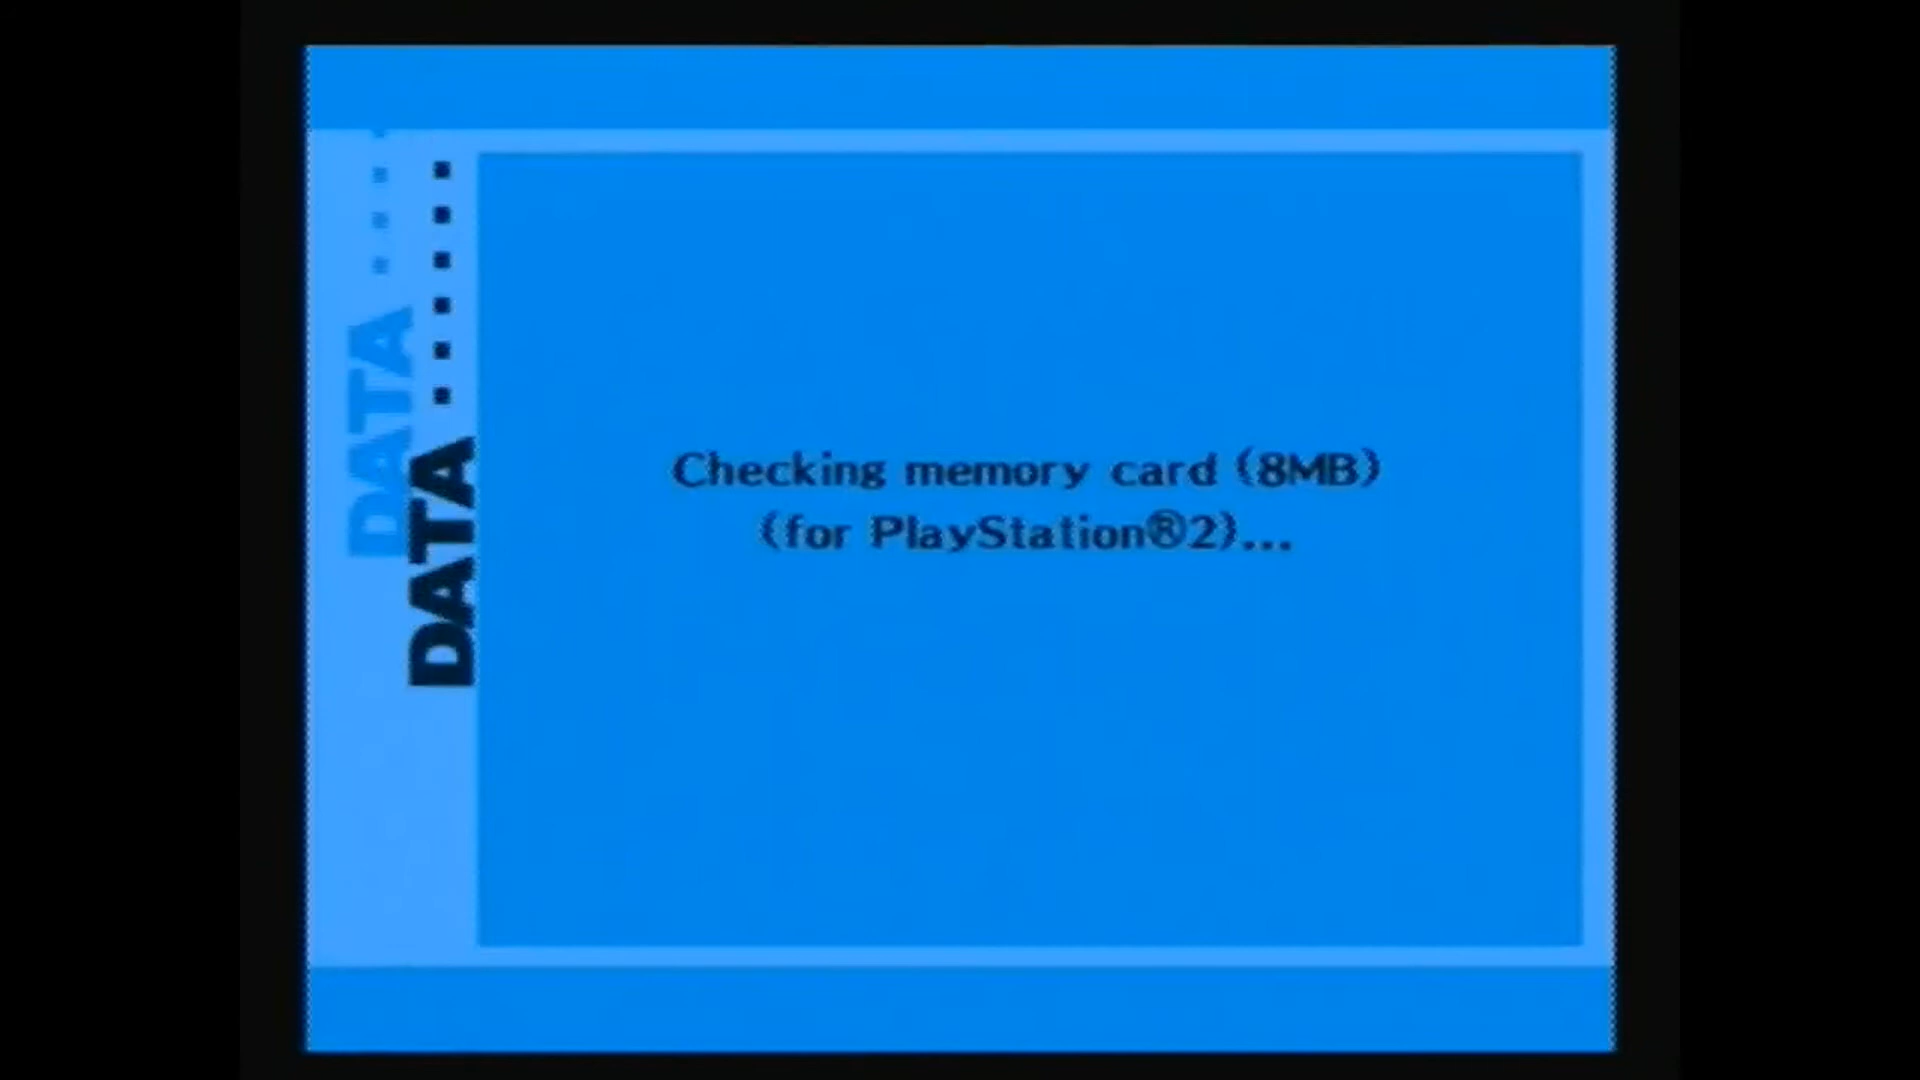 DATA ......
DATA ....
Checking memory card (8MB)
(for PlayStation®2)...